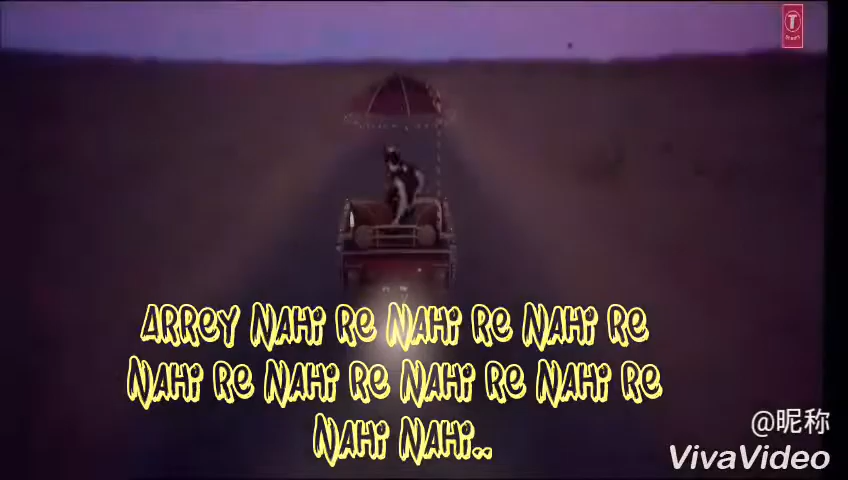 T
Arrey Nahi re Nahi re Nahi re
Nahi re Nahi re Nahi re Nahi re
Nahi Nahi..
@昵称
VivaVideo